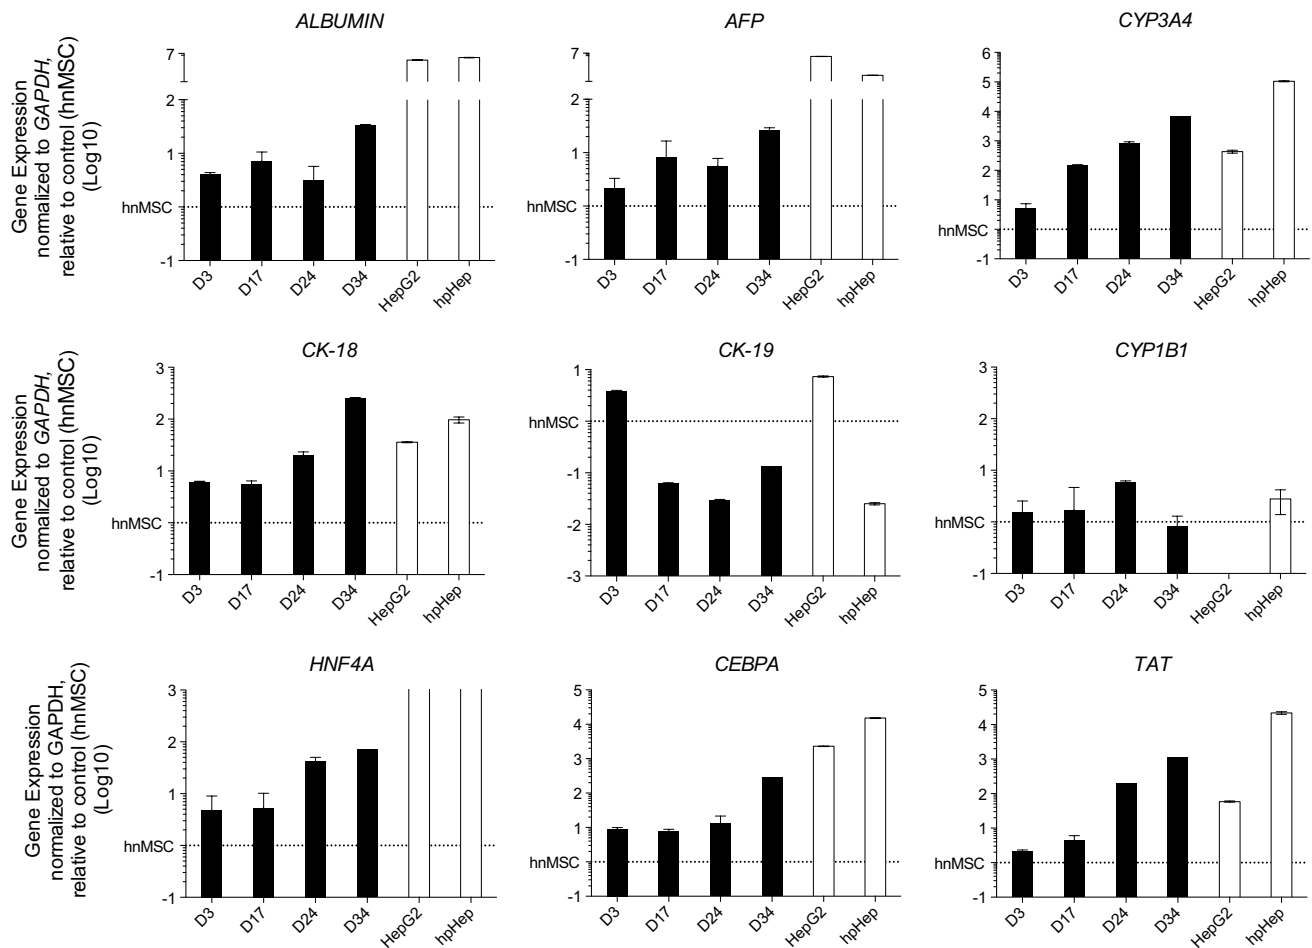 ALBUMIN
AFP
CYP3A4
Gene Expression
normalized to GAPDH,
relative to control (hnMSC)
(Log10)
7
2
1
hnMSC
-1
D3
D17
D24
D34
HepG2
hpHep
7
2
1
hnMSC
-1
D3
D17
D24
D34
HepG2
hpHep
6
5
4
3
2
1
hnMSC
-1
D3
D17
D24
D34
HepG2
hpHep
CK-18
CK-19
CYP1B1
Gene Expression
normalized to GAPDH,
relative to control (hnMSC)
(Log10)
3
2
1
hnMSC
-1
D3
D17
D24
D34
HepG2
hpHep
1
hnMSC
-1
-2
-3
D3
D17
D24
D34
HepG2
hpHep
3
2
1
hnMSC
-1
D3
D17
D24
D34
HepG2
hpHep
HNF4A
CEBPA
TAT
Gene Expression
normalized to GAPDH,
relative to control (hnMSC)
(Log10)
3
2
1
hnMSC
-1
D3
D17
D24
D34
HepG2
hpHep
5
4
3
2
1
hnMSC
-1
D3
D17
D24
D34
HepG2
hpHep
5
4
3
2
1
hnMSC
-1
D3
D17
D24
D34
HepG2
hpHep